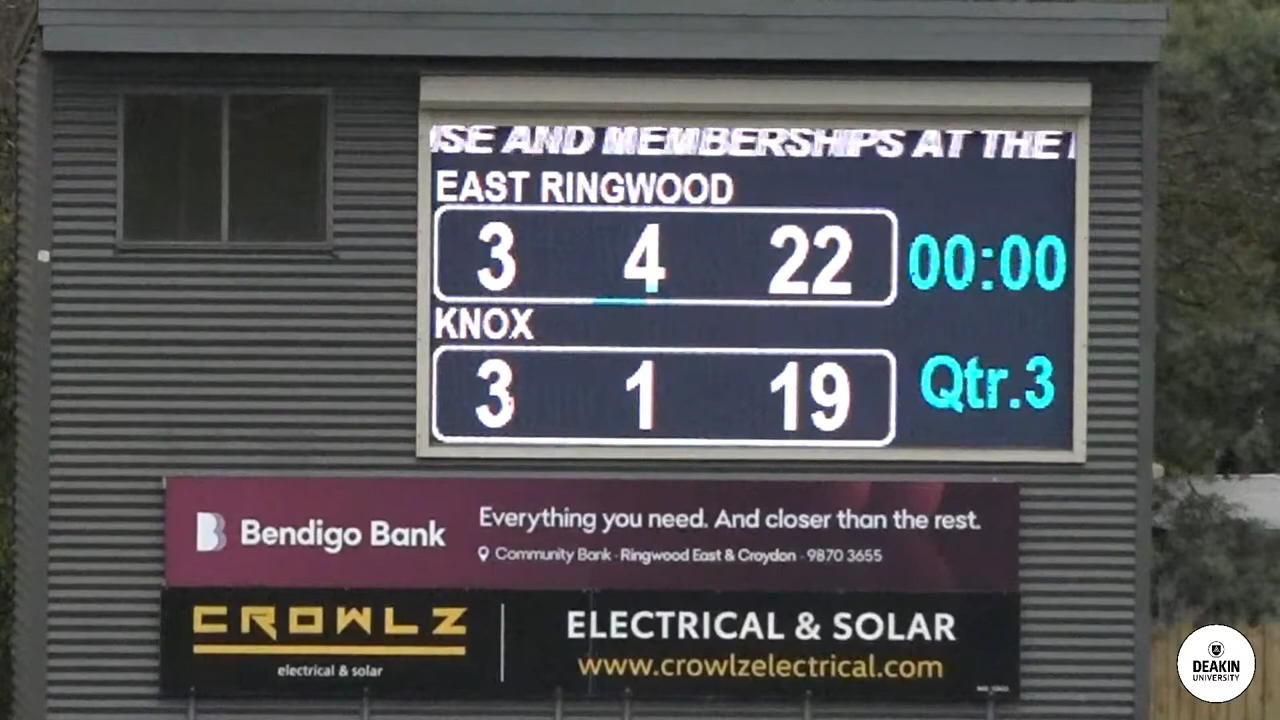 SE AND MEMBERSHIPS AT THE
EAST RINGWOOD
3 4 22
00:00
KNOX
3 1 19
Qtr.3
Bendigo Bank
Everything you need. And closer than the rest.
Community Bank · Ringwood East & Croydon · 9870 3655
CROWLZ
electrical & solar
ELECTRICAL & SOLAR
www.crowlzelectrical.com
DEAKIN
UNIVERSITY